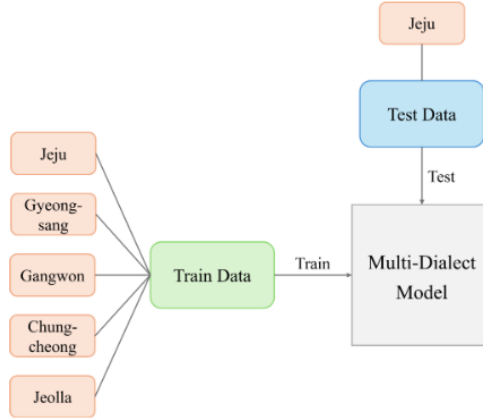 Jeju
Test Data
Test
Jeju
Gyeong-
sang
Gangwon
Chung-
cheong
Jeolla
Train Data
Train
Multi-Dialect
Model